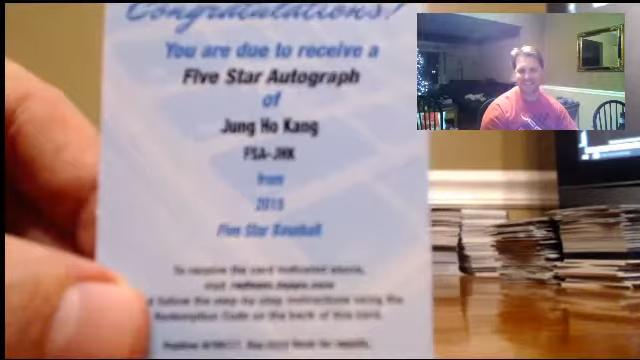 Congratulations!
You are due to receive a
Five Star Autograph
of
Jung Ho Kang
FSA-JHK
from
2015
Five Star Baseball
To receive the card indicated above,
visit
follow the step-by-step instructions using the
Redemption Code on the back of this card.